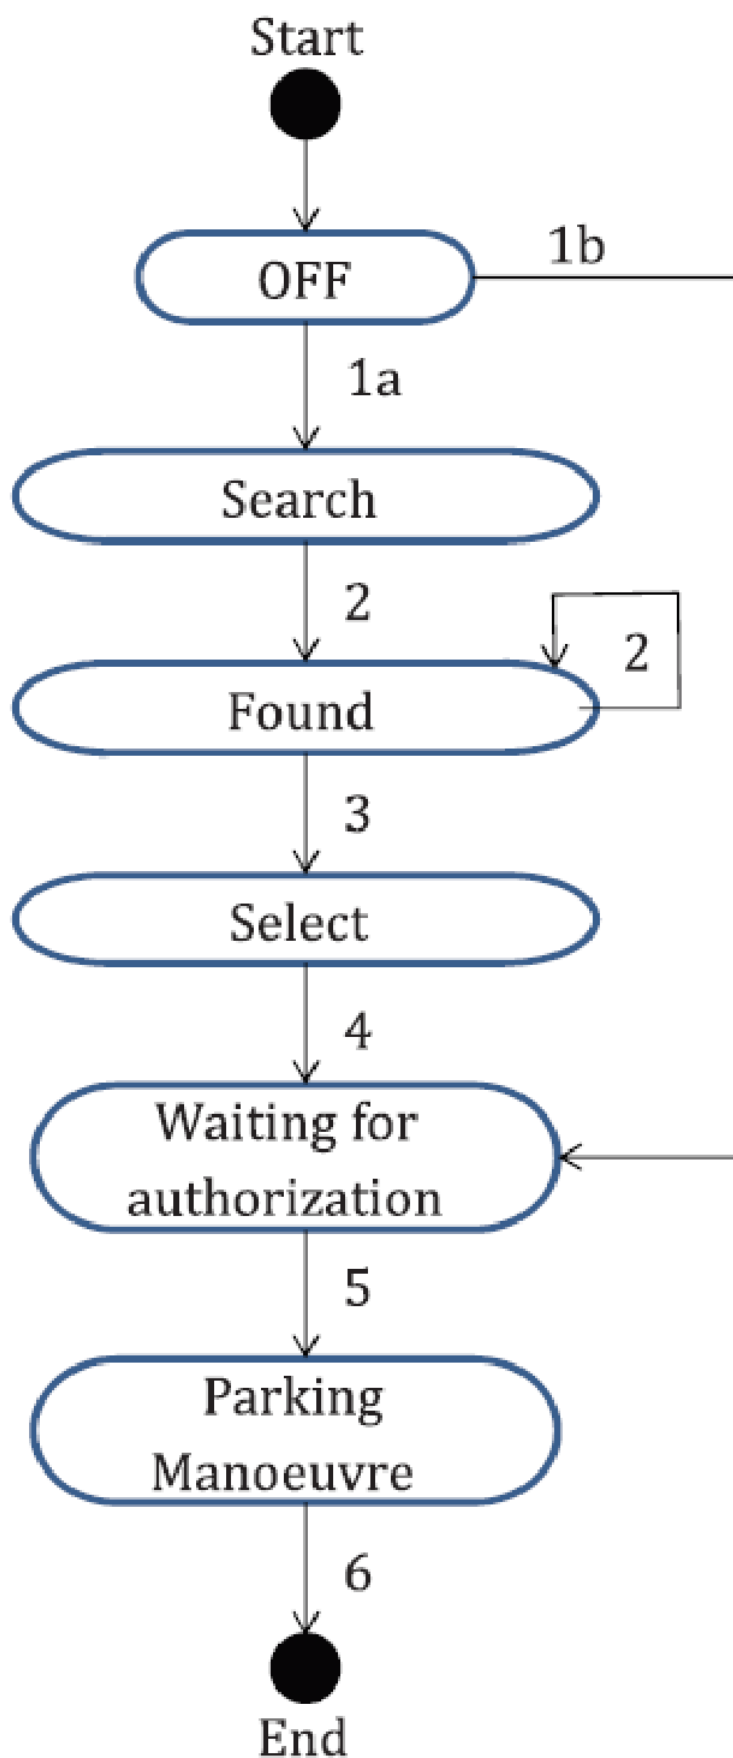 Start
OFF
1b
1a
Search
2
2
Found
3
Select
4
Waiting for
authorization
5
Parking
Manoeuvre
6
End